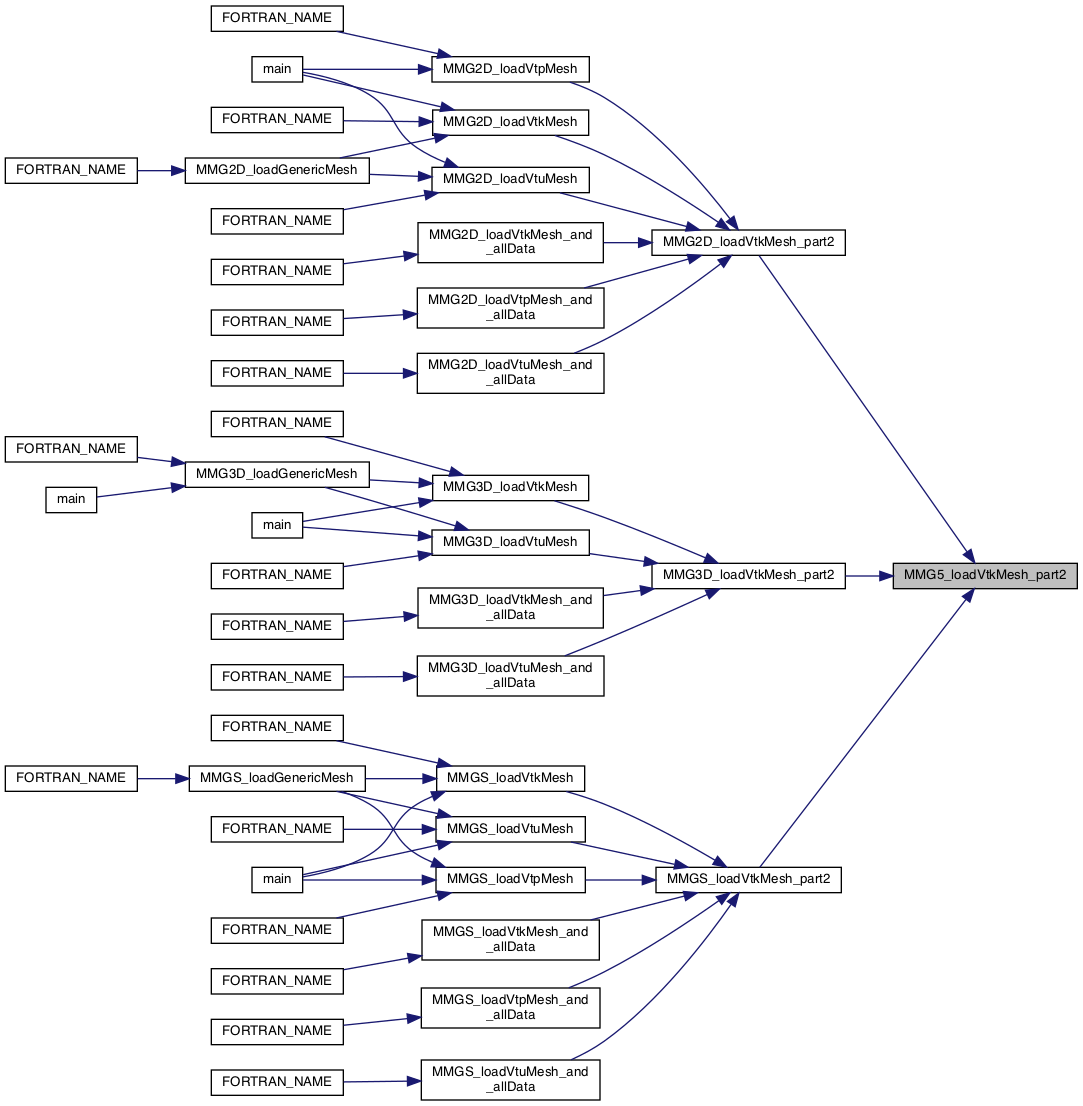 FORTRAN_NAME
main
MMG2D_loadVtpMesh
FORTRAN_NAME
MMG2D_loadVtkMesh
FORTRAN_NAME
MMG2D_loadGenericMesh
MMG2D_loadVtuMesh
FORTRAN_NAME
MMG2D_loadVtkMesh_and
_allData
MMG2D_loadVtkMesh_part2
FORTRAN_NAME
MMG2D_loadVtpMesh_and
_allData
FORTRAN_NAME
MMG2D_loadVtuMesh_and
_allData
FORTRAN_NAME
FORTRAN_NAME
FORTRAN_NAME
MMG3D_loadGenericMesh
MMG3D_loadVtkMesh
main
main
MMG3D_loadVtuMesh
FORTRAN_NAME
MMG3D_loadVtkMesh_part2
MMG5_loadVtkMesh_part2
MMG3D_loadVtkMesh_and
_allData
FORTRAN_NAME
MMG3D_loadVtuMesh_and
_allData
FORTRAN_NAME
FORTRAN_NAME
FORTRAN_NAME
MMGS_loadGenericMesh
MMGS_loadVtkMesh
FORTRAN_NAME
MMGS_loadVtuMesh
main
MMGS_loadVtpMesh
MMGS_loadVtkMesh_part2
FORTRAN_NAME
MMGS_loadVtkMesh_and
_allData
FORTRAN_NAME
MMGS_loadVtpMesh_and
_allData
FORTRAN_NAME
MMGS_loadVtuMesh_and
_allData
FORTRAN_NAME